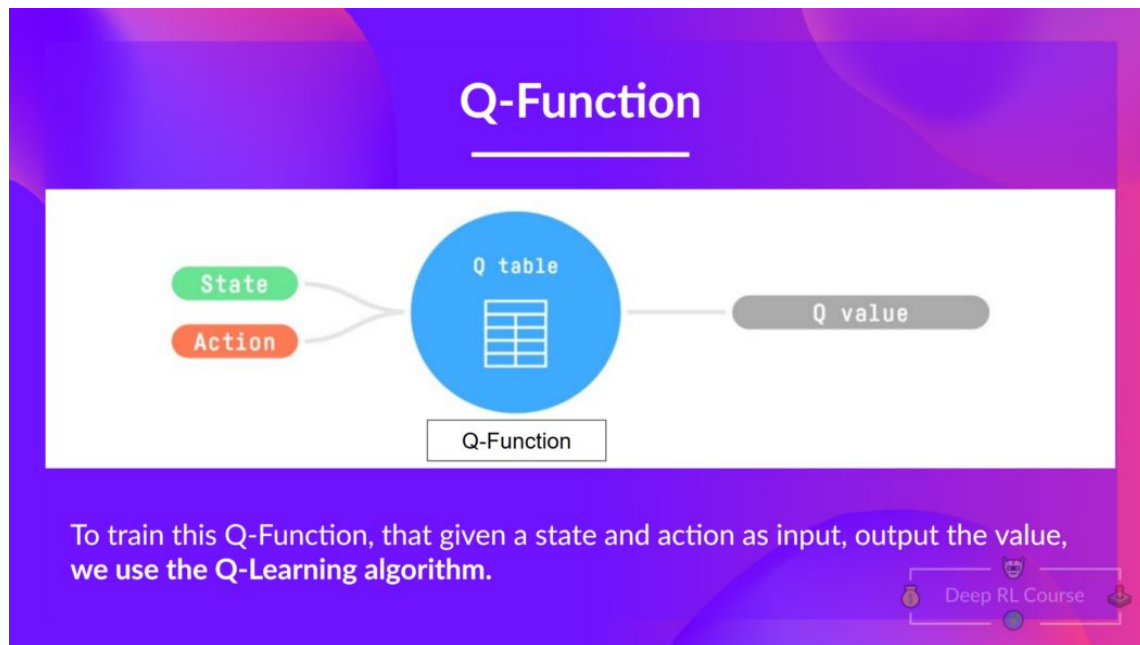 Q-Function
Q table
State
Action
Q value
Q-Function
To train this Q-Function, that given a state and action as input, output the value,
we use the Q-Learning algorithm.
Deep RL Course